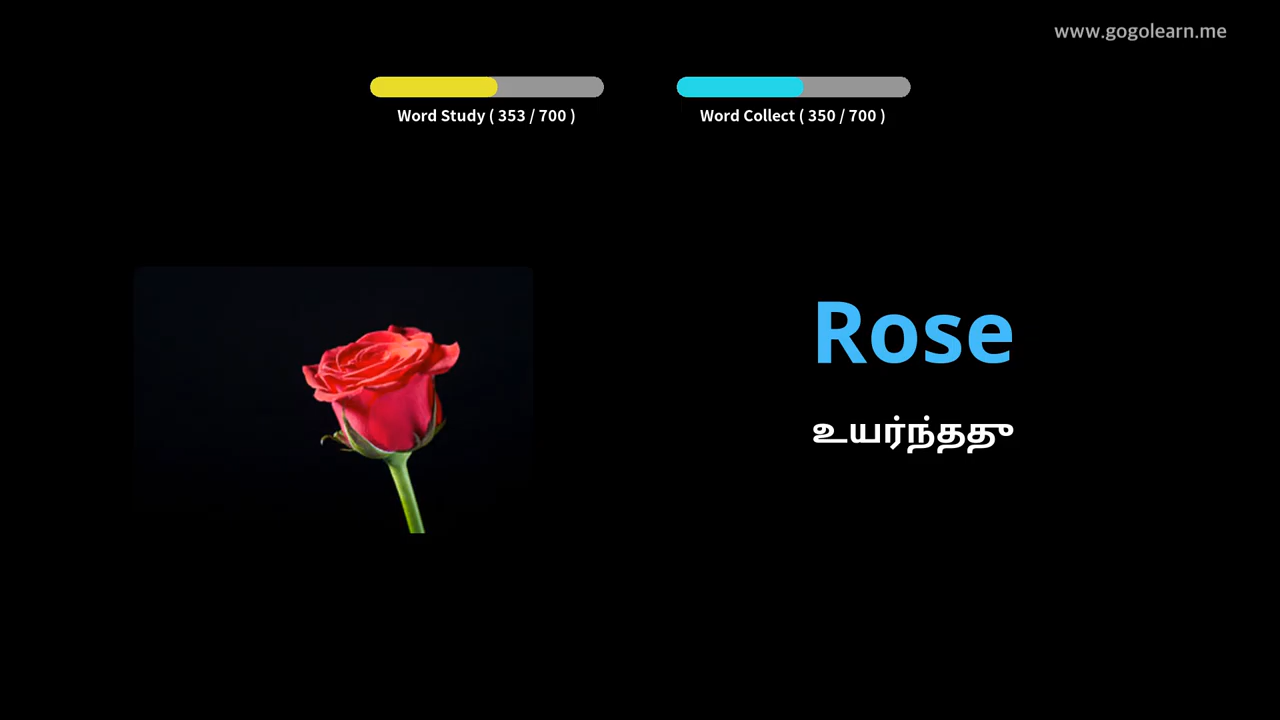 www.gogolearn.me
Word Study ( 353 / 700 )
Word Collect ( 350 / 700 )
Rose
உயர்ந்தது